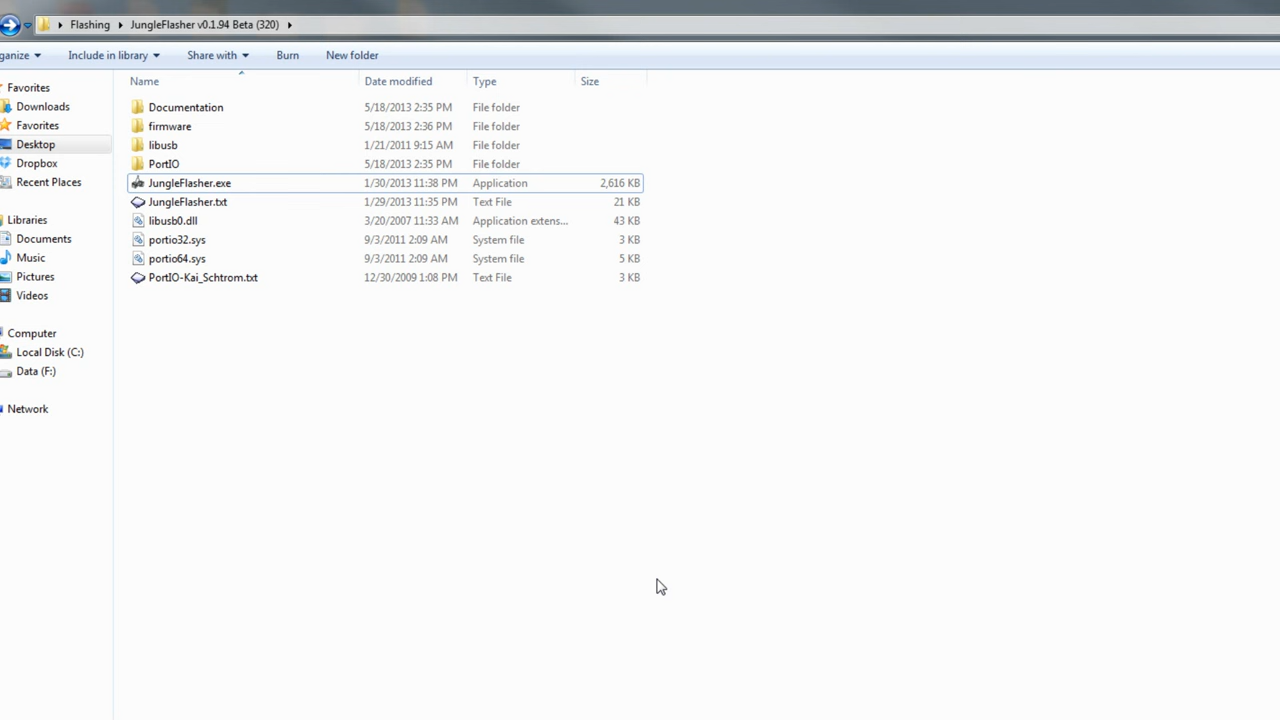 Flashing JungleFlasher v0.1.94 Beta (320)
ganize Include in library Share with Burn New folder
Name Date modified Type Size
Favorites
Downloads
Favorites
Desktop
Dropbox
Recent Places
Libraries
Documents
Music
Pictures
Videos
Computer
Local Disk (C:)
Data (F:)
Network
Documentation 5/18/2013 2:35 PM File folder
firmware 5/18/2013 2:36 PM File folder
libusb 1/21/2011 9:15 AM File folder
PortIO 5/18/2013 2:35 PM File folder
JungleFlasher.exe 1/30/2013 11:38 PM Application 2,616 KB
JungleFlasher.txt 1/29/2013 11:35 PM Text File 21 KB
libusb0.dll 3/20/2007 11:33 AM Application extens... 43 KB
portio32.sys 9/3/2011 2:09 AM System file 3 KB
portio64.sys 9/3/2011 2:09 AM System file 5 KB
PortIO-Kai_Schtrom.txt 12/30/2009 1:08 PM Text File 3 KB